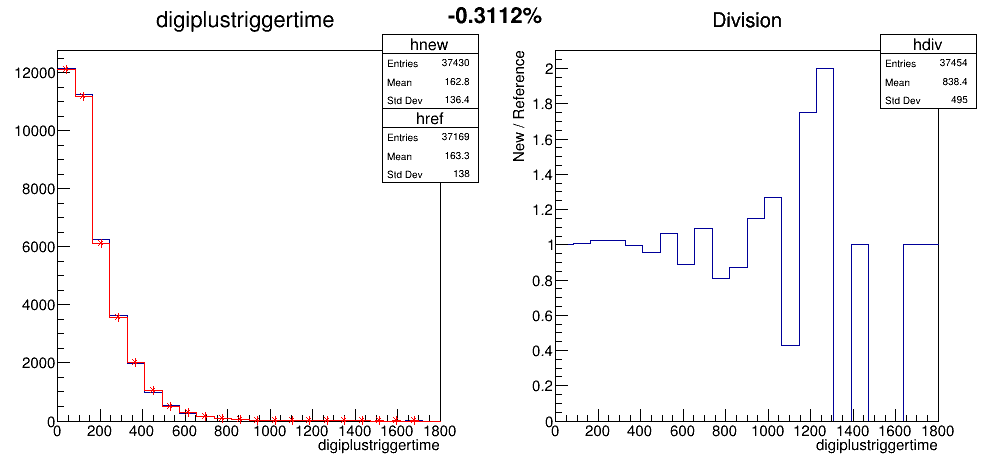 digiplustriggertime
-0.3112%
Division
hnew
Entries 37430
Mean 162.8
Std Dev 136.4
href
Entries 37169
Mean 163.3
Std Dev 138
12000
10000
8000
6000
4000
2000
0
0 200 400 600 800 1000 1200 1400 1600 1800
digiplustriggertime
hdiv
Entries 37454
Mean 838.4
Std Dev 495
New / Reference
2
1.8
1.6
1.4
1.2
1
0.8
0.6
0.4
0.2
0
0 200 400 600 800 1000 1200 1400 1600 1800
digiplustriggertime